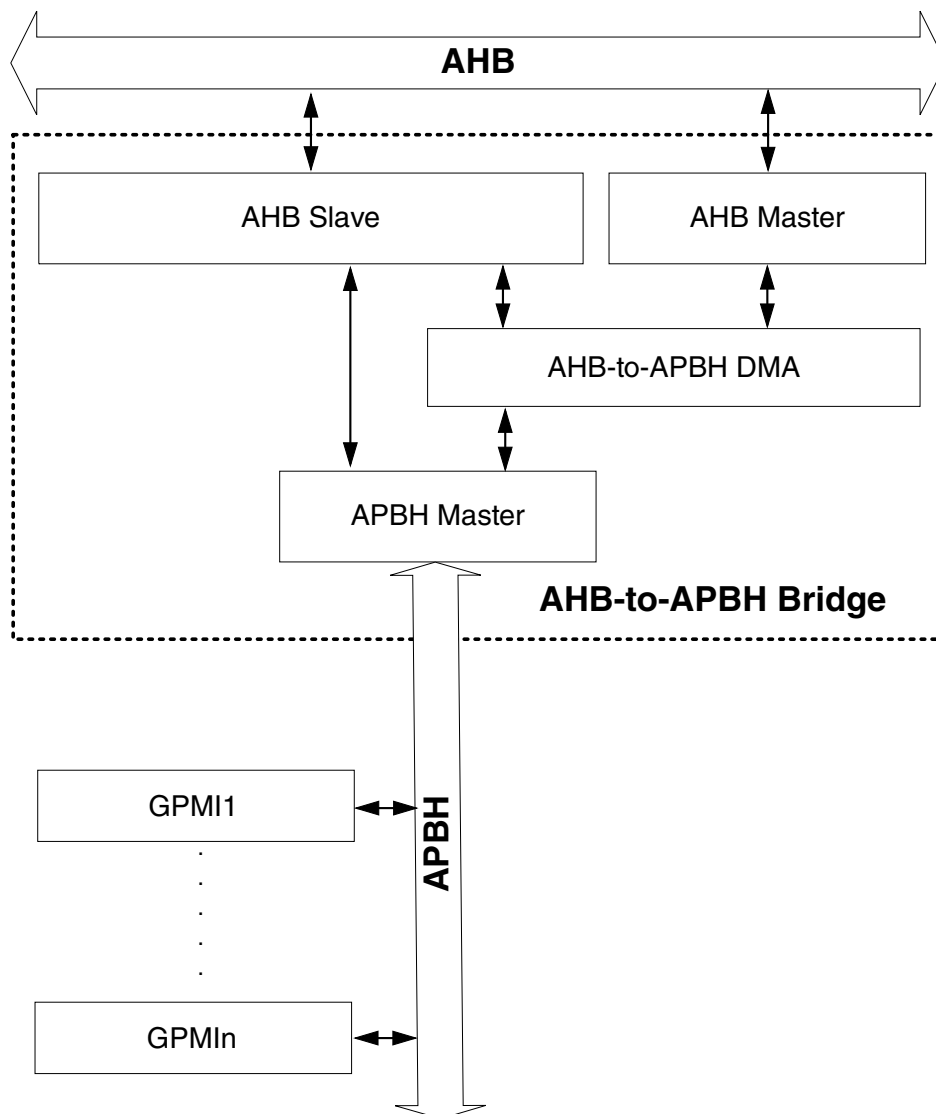 AHB
AHB Slave
AHB Master
AHB-to-APBH DMA
APBH Master
AHB-to-APBH Bridge
GPMI1
APBH
GPMIn